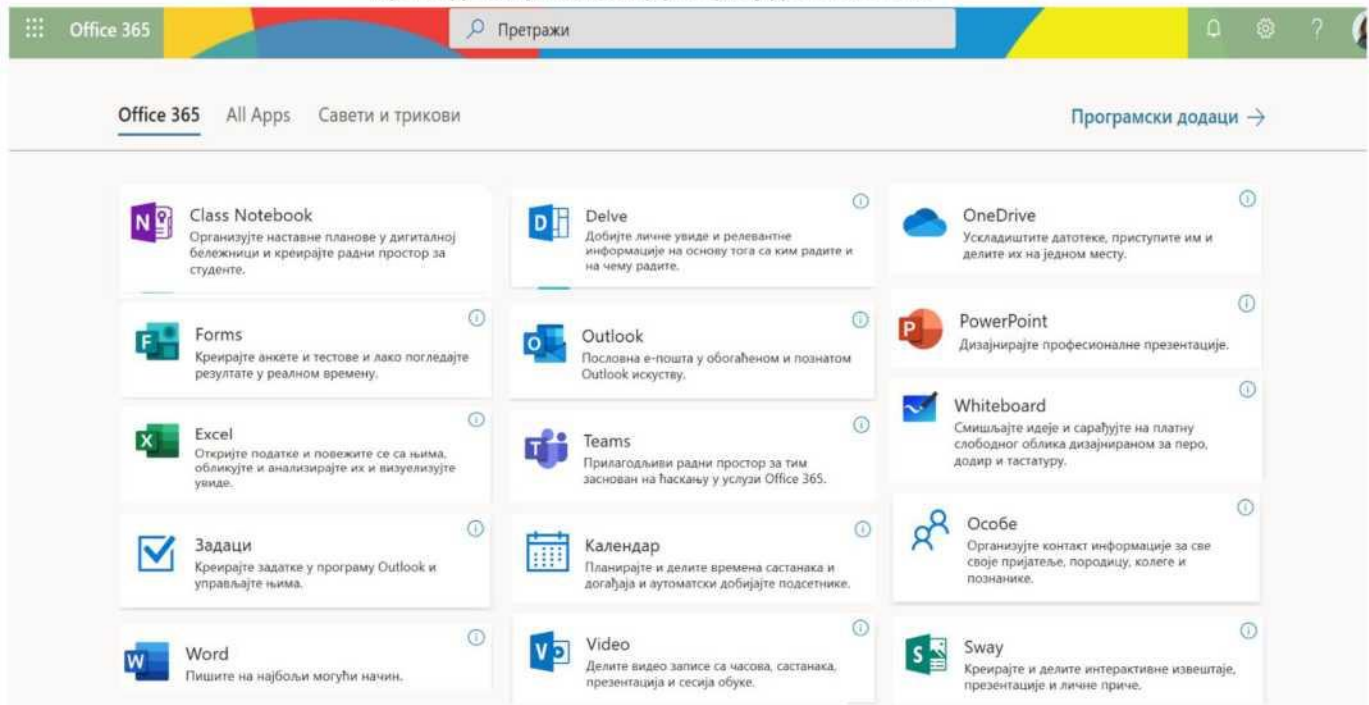 Office 365
Претражи
Office 365 All Apps Савети и трикови
Програмски додаци →
Class Notebook
Организујте наставне планове у дигиталној
бележници и креирајте радни простор за
студенте.
Delve
Добијте личне увиде и релевантне
информације на основу тога са ким радите и
на чему радите.
OneDrive
Ускладиштите датотеке, приступите им и
делите их на једном месту.
Forms
Креирајте анкете и тестове и лако погледајте
резултате у реалном времену.
Outlook
Пословна е-пошта у обогаћеном и познатом
Outlook искуству.
PowerPoint
Дизајнирајте професионалне презентације.
Excel
Откријте податке и повежите се са њима,
обликујте и анализирајте их и визуелизујте
увиде.
Teams
Прилагодљиви радни простор за тим
заснован на ћаскању у услузи Office 365.
Whiteboard
Смишљајте идеје и сарађујте на платну
слободног облика дизајнираном за перо,
додир и тастатуру.
Задаци
Креирајте задатке у програму Outlook и
управљајте њима.
Календар
Планирајте и делите времена састанака и
догађаја и аутоматски добијајте подсетнике.
Особе
Организујте контакт информације за све
своје пријатеље, породицу, колеге и
познанике.
Word
Пишите на најбољи могући начин.
Video
Делите видео записе са часова, састанака,
презентација и сесија обуке.
Sway
Креирајте и делите интерактивне извештаје,
презентације и личне приче.